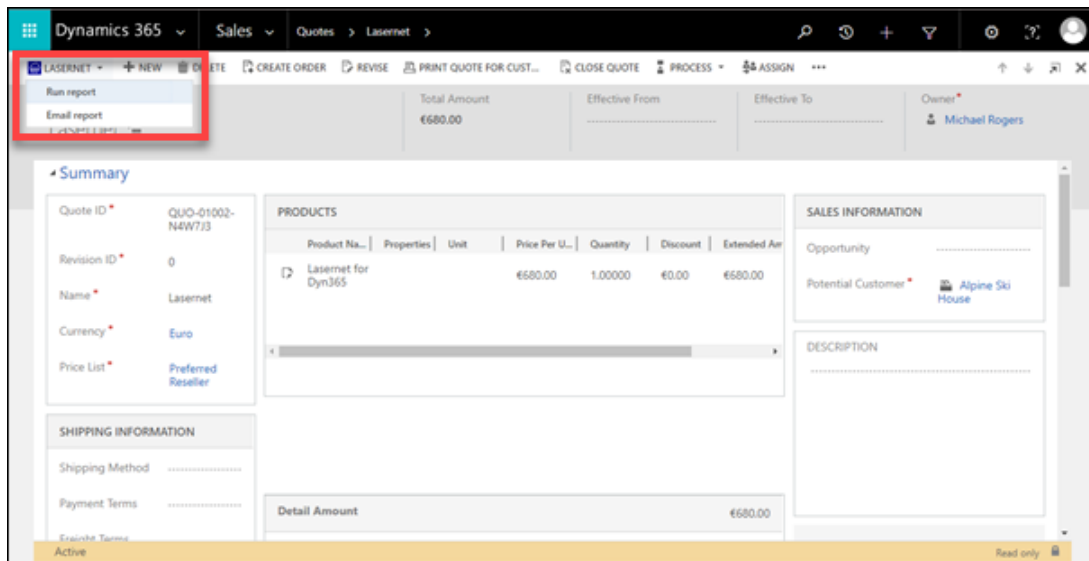 Dynamics 365 Sales Quotes > Lasernet >
LASERNET + NEW DELETE CREATE ORDER REVISE PRINT QUOTE FOR CUST... CLOSE QUOTE PROCESS ASSIGN ...
Run report
Email report
Total Amount Effective From Effective To Owner*
€680.00 Michael Rogers
Summary
Quote ID* QUO-01002-
N4W7J3
Revision ID* 0
Name* Lasernet
Currency* Euro
Price List* Preferred
Reseller
PRODUCTS
Product Na... Properties Unit Price Per U... Quantity Discount Extended Am
Lasernet for
Dyn365 €680.00 1.00000 €0.00 €680.00
SALES INFORMATION
Opportunity
Potential Customer* Alpine Ski
House
DESCRIPTION
SHIPPING INFORMATION
Shipping Method
Payment Terms
Freight Terms
Detail Amount €680.00
Active Read only